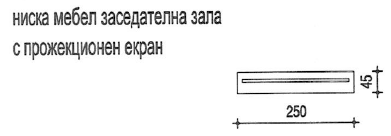 ниска мебел заседателна зала
с прожекционен екран
45
250